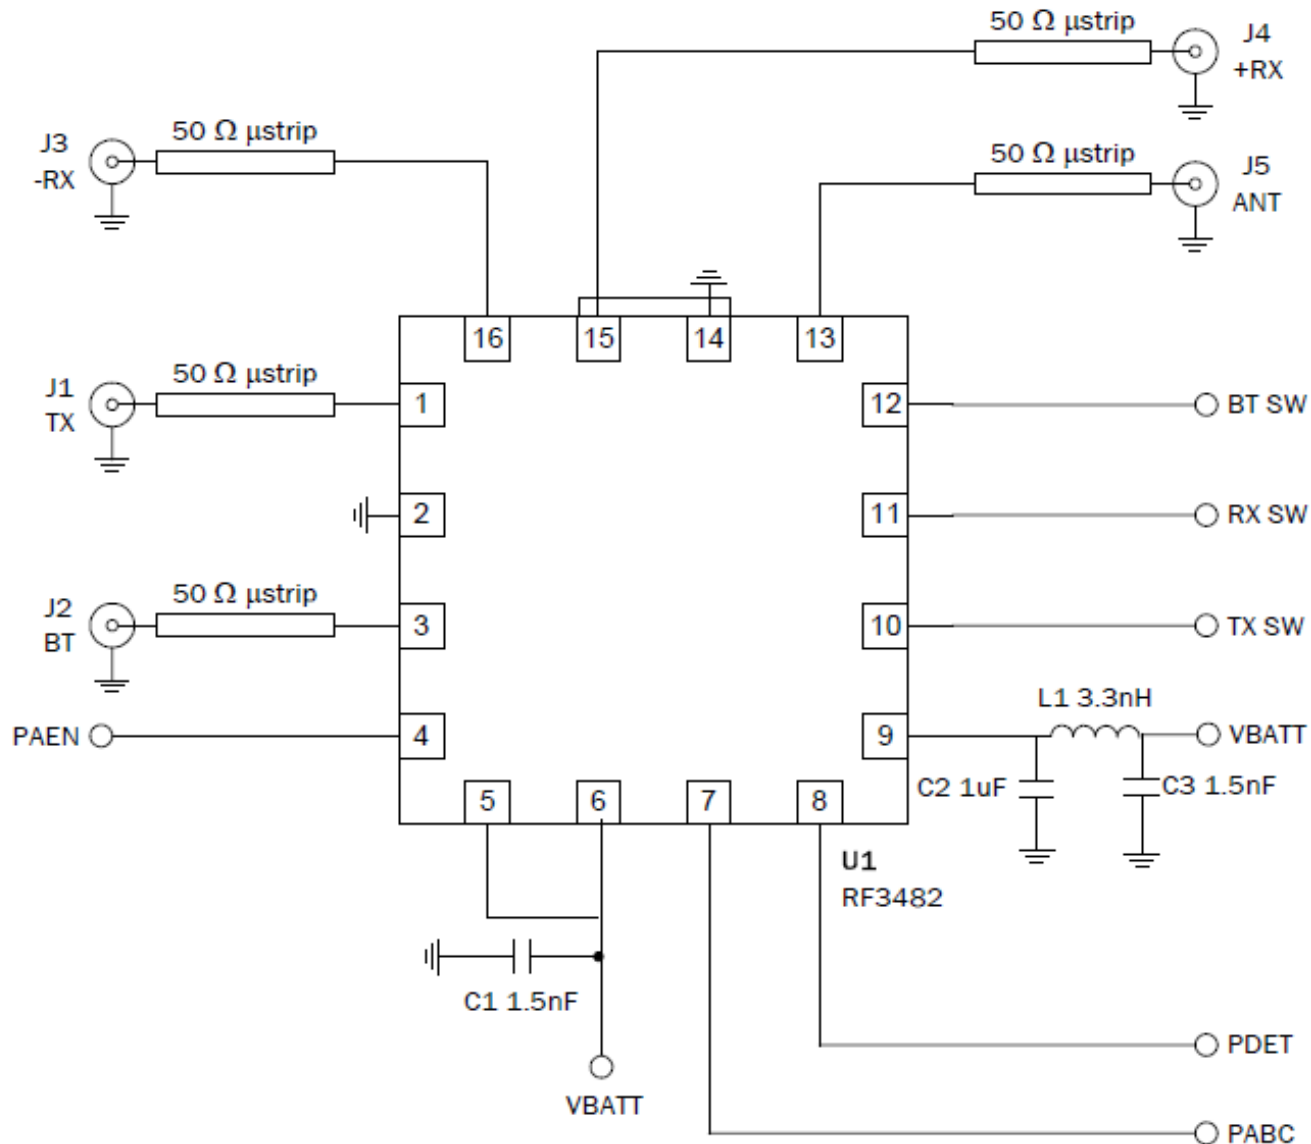 50 Ω µstrip
J4
+RX
50 Ω µstrip
J3
-RX
50 Ω µstrip
J5
ANT
16
15
14
13
50 Ω µstrip
J1
TX
1
12
BT SW
2
11
RX SW
50 Ω µstrip
J2
BT
3
10
TX SW
L1 3.3nH
PAEN
4
9
VBATT
C2 1uF
C3 1.5nF
5
6
7
8
U1
RF3482
C1 1.5nF
PDET
VBATT
PABC